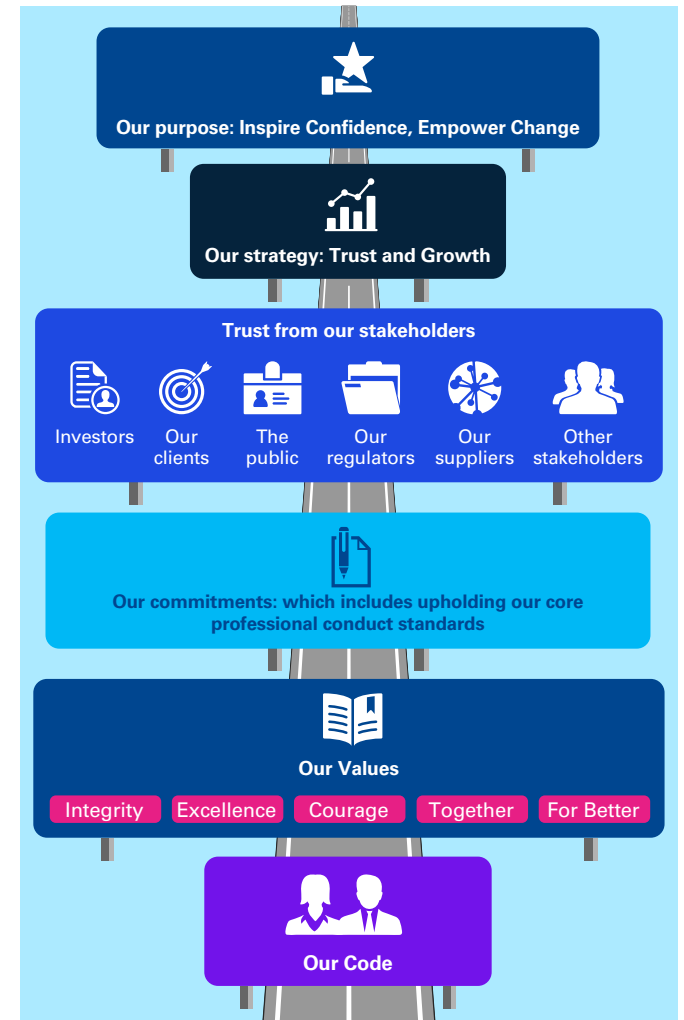 Our purpose: Inspire Confidence, Empower Change
Our strategy: Trust and Growth
Trust from our stakeholders
Investors
Our
clients
The
public
Our
regulators
Our
suppliers
Other
stakeholders
Our commitments: which includes upholding our core
professional conduct standards
Our Values
Integrity
Excellence
Courage
Together
For Better
Our Code